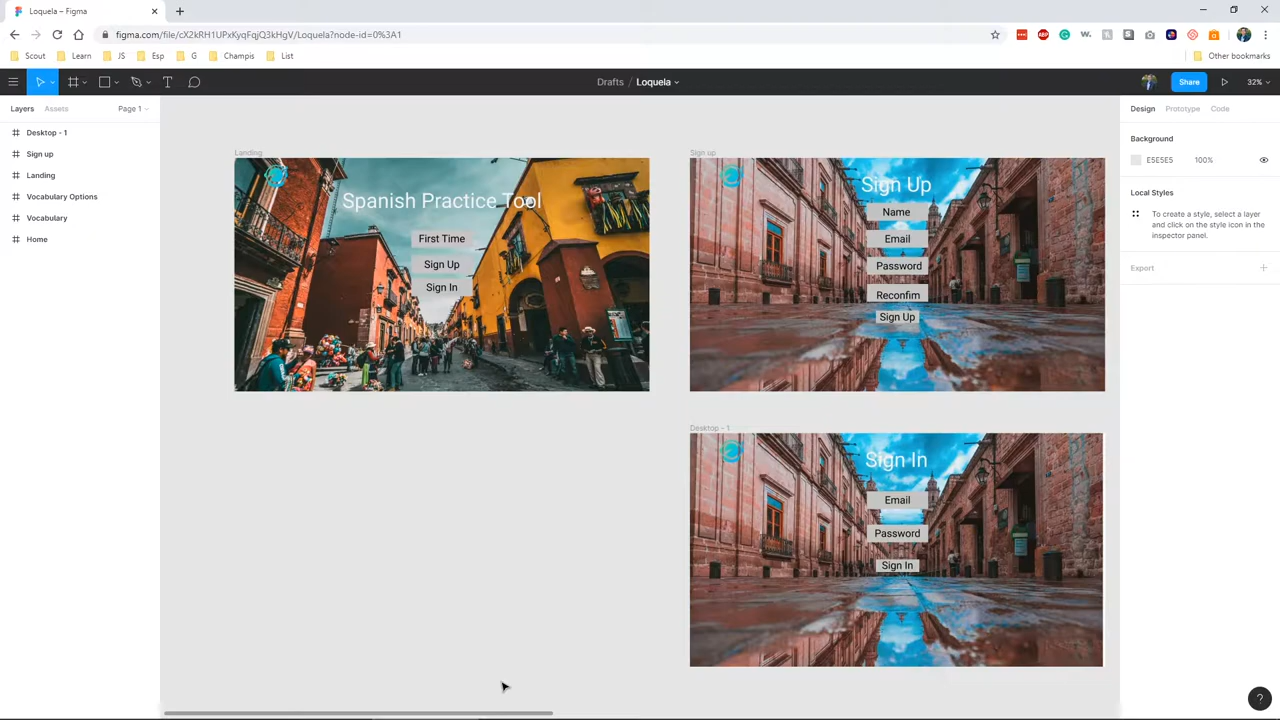 Loquela – Figma
figma.com/file/cX2kRH1UPxKyqFqjQ3kHgV/Loquela?node-id=0%3A1
Scout Learn JS Esp G Champis List Other bookmarks
Drafts / Loquela
Share
32%
Layers Assets Page 1
Desktop - 1
Sign up
Landing
Vocabulary Options
Vocabulary
Home
Landing
Spanish Practice Tool
First Time
Sign Up
Sign In
Sign up
Sign Up
Name
Email
Password
Reconfim
Sign Up
Desktop - 1
Sign In
Email
Password
Sign In
Design Prototype Code
Background
E5E5E5 100%
Local Styles
To create a style, select a layer
and click on the style icon in the
inspector panel.
Export
?